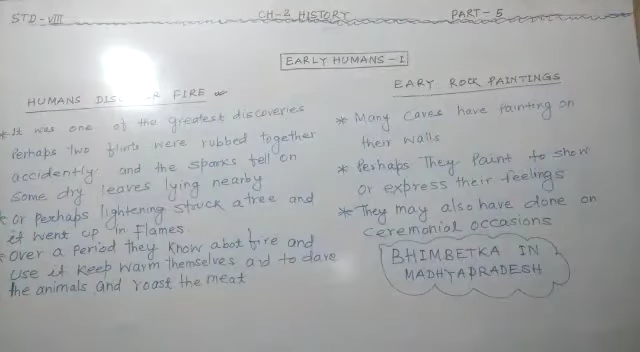 STD-VIII CH-2 HISTORY PART-5
EARLY HUMANS-I
HUMANS FIRE
* It was one of the greatest discoveries
Perhaps Two flints were rubbed together
accidently and the sparks fell on
Some dry leaves lying nearby
* or perhaps lightening struck a tree and
it went up in Flames.
* over a period they know abot fire and
use it keep warm themselves and to
the animals and roast the meat
EARY ROCK PAINTINGS
* Many caves have painting on
their walls
* Perhaps They Paint to show
or express their feelings
* They may also have done on
ceremonial occasions
BHIMBETKA IN
MADHYAPRADESH